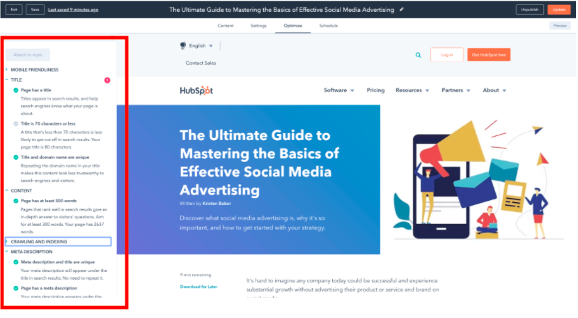 Exit
Save
Last saved 9 minutes ago
The Ultimate Guide to Mastering the Basics of Effective Social Media Advertising
Unpublish
Update
Content
Settings
Optimize
Schedule
Preview
MOBILE FRIENDLINESS
TITLE
Page has a title
Titles appear in search results, and help
search engines know what your page is
about.
Title is 70 characters or less
A title that's less than 70 characters is less
likely to get cut off in search results. Your
page title is 80 characters.
Title and domain name are unique
Repeating the domain name in your title
makes the content look less trustworthy to
search engines and visitors.
CONTENT
Page has at least 300 words
Pages that rank well in search results give an
in-depth answer to visitors' questions. Aim
for at least 300 words. Your page has 2637
words.
CRAWLING AND INDEXING
META DESCRIPTION
Meta description and title are unique
Your meta description will appear under the
title in search results. No need to repeat it.
Page has a meta description
Your meta description appears under the
English
Contact Sales
Log in
Get HubSpot free
HubSpot
Software
Pricing
Resources
Partners
About
The Ultimate Guide to
Mastering the Basics of
Effective Social Media
Advertising
Written by Kristen Baker
Discover what social media advertising is, why it's so
important, and how to get started with your strategy.
Download for Later
It's hard to imagine any company today could be successful and experience
substantial growth without advertising their product or service and brand on